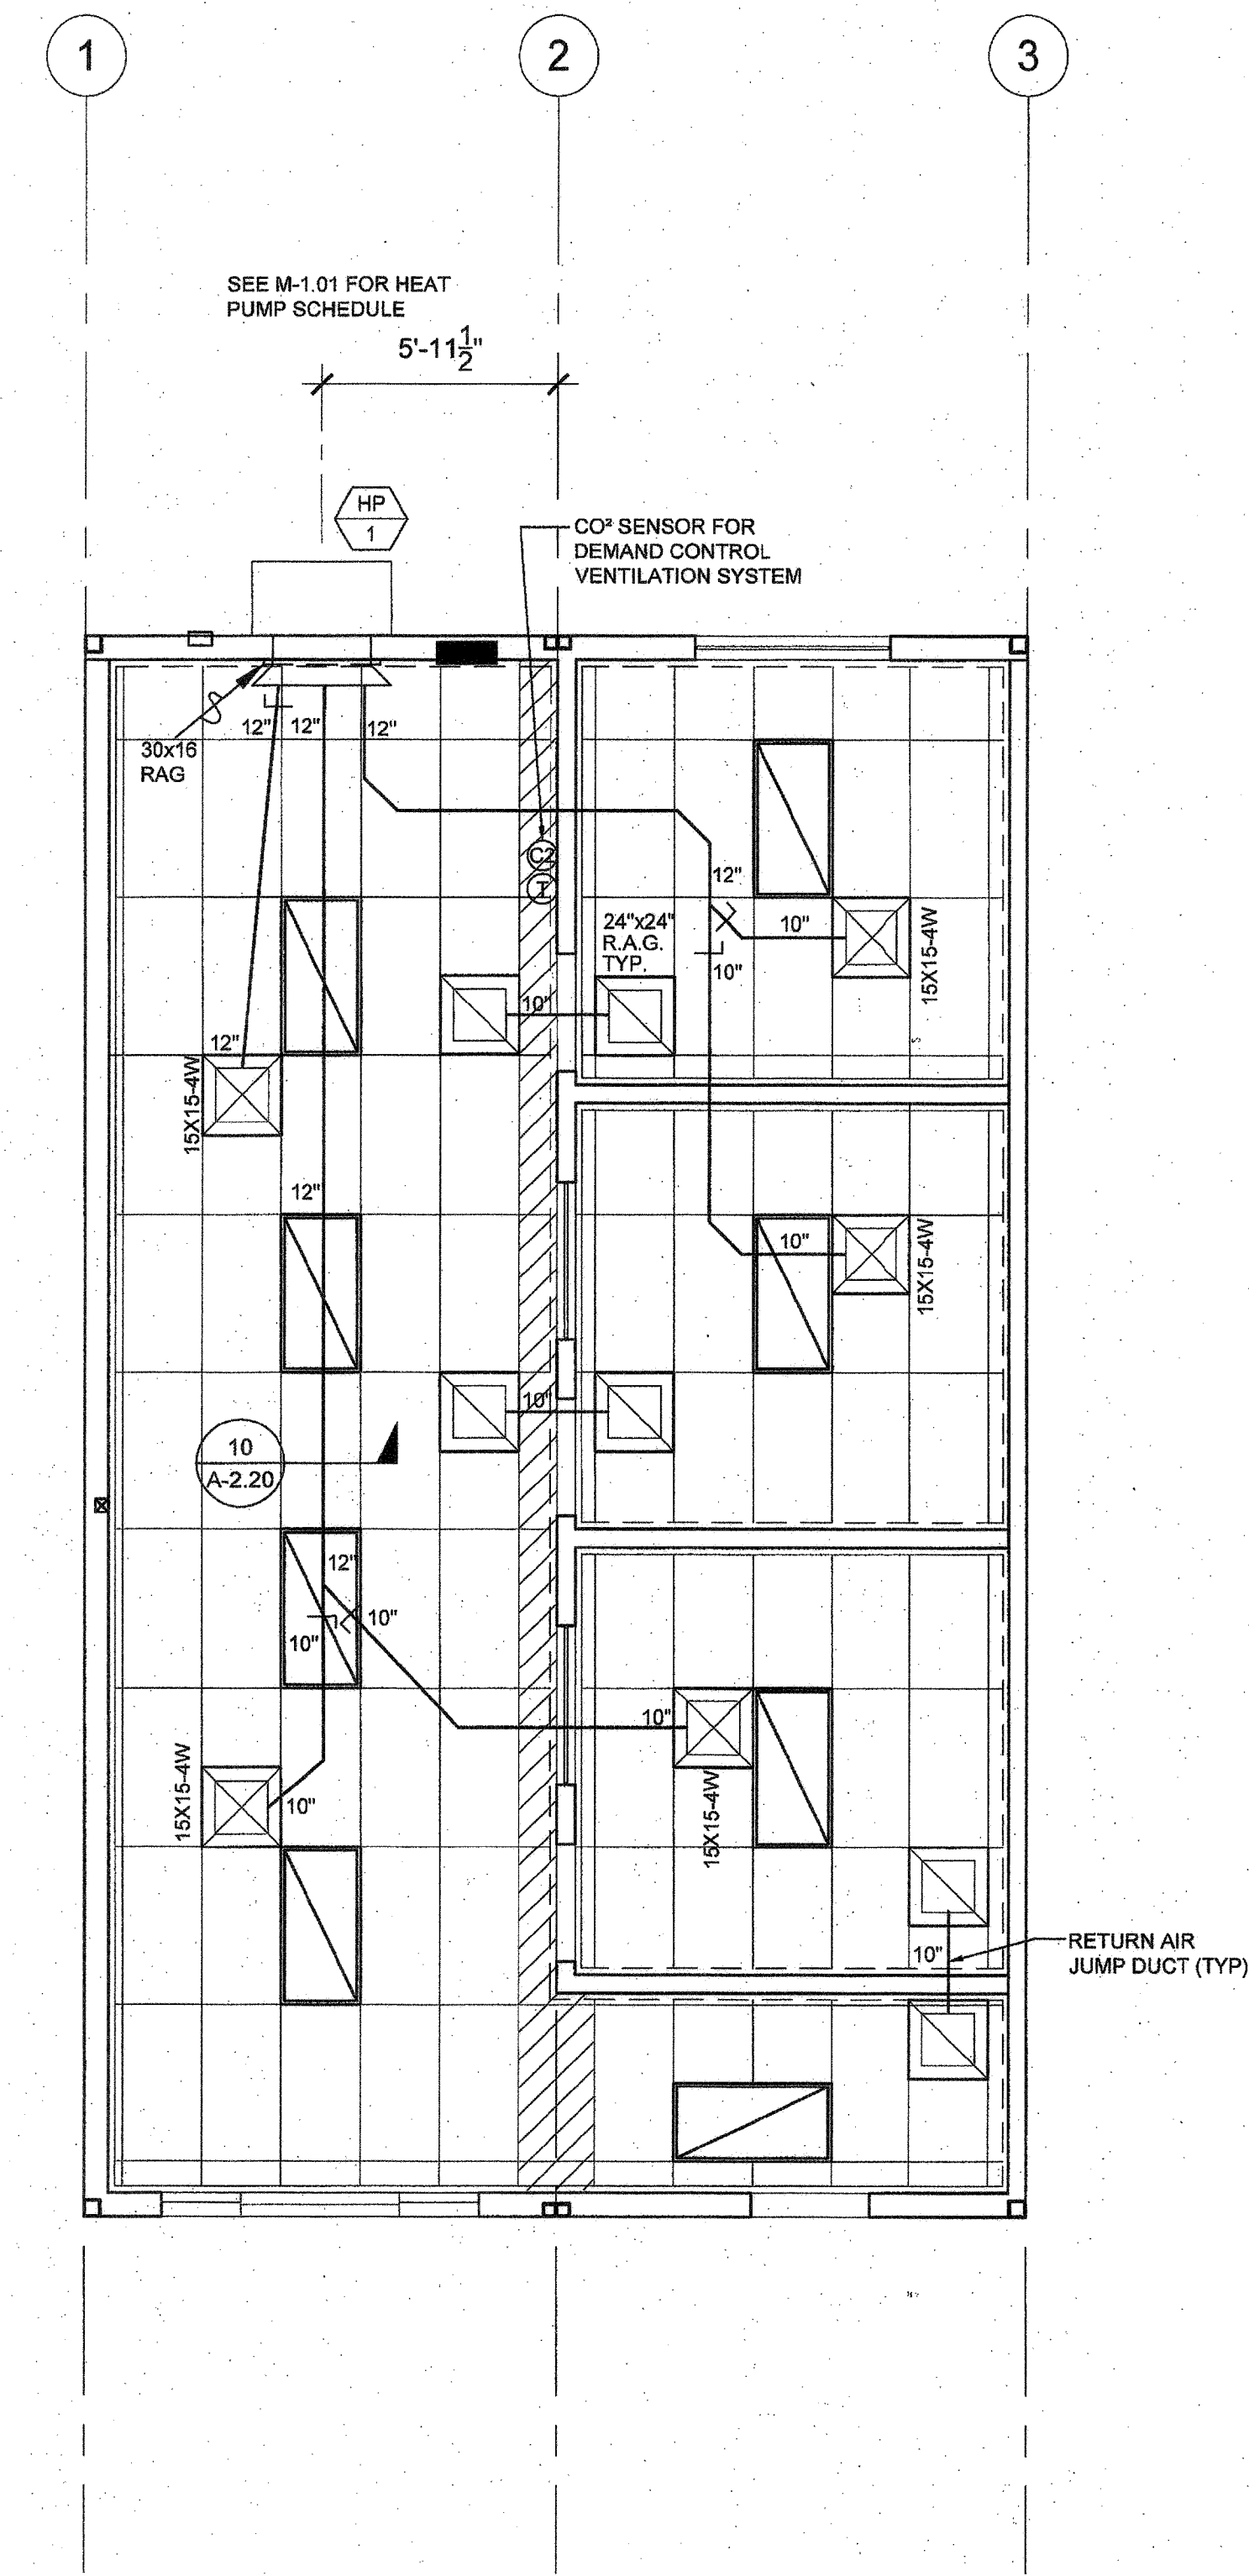 1
2
3
SEE M-1.01 FOR HEAT
PUMP SCHEDULE
5'-11 1/2"
HP
1
CO² SENSOR FOR
DEMAND CONTROL
VENTILATION SYSTEM
30x16
RAG
12"
12"
12"
C2
T
12"
10"
15X15-4W
24"x24"
R.A.G.
TYP.
10"
10"
12"
15X15-4W
12"
10"
15X15-4W
10"
10
A-2.20
12"
10"
10"
10"
15X15-4W
15X15-4W
10"
10"
RETURN AIR
JUMP DUCT (TYP)